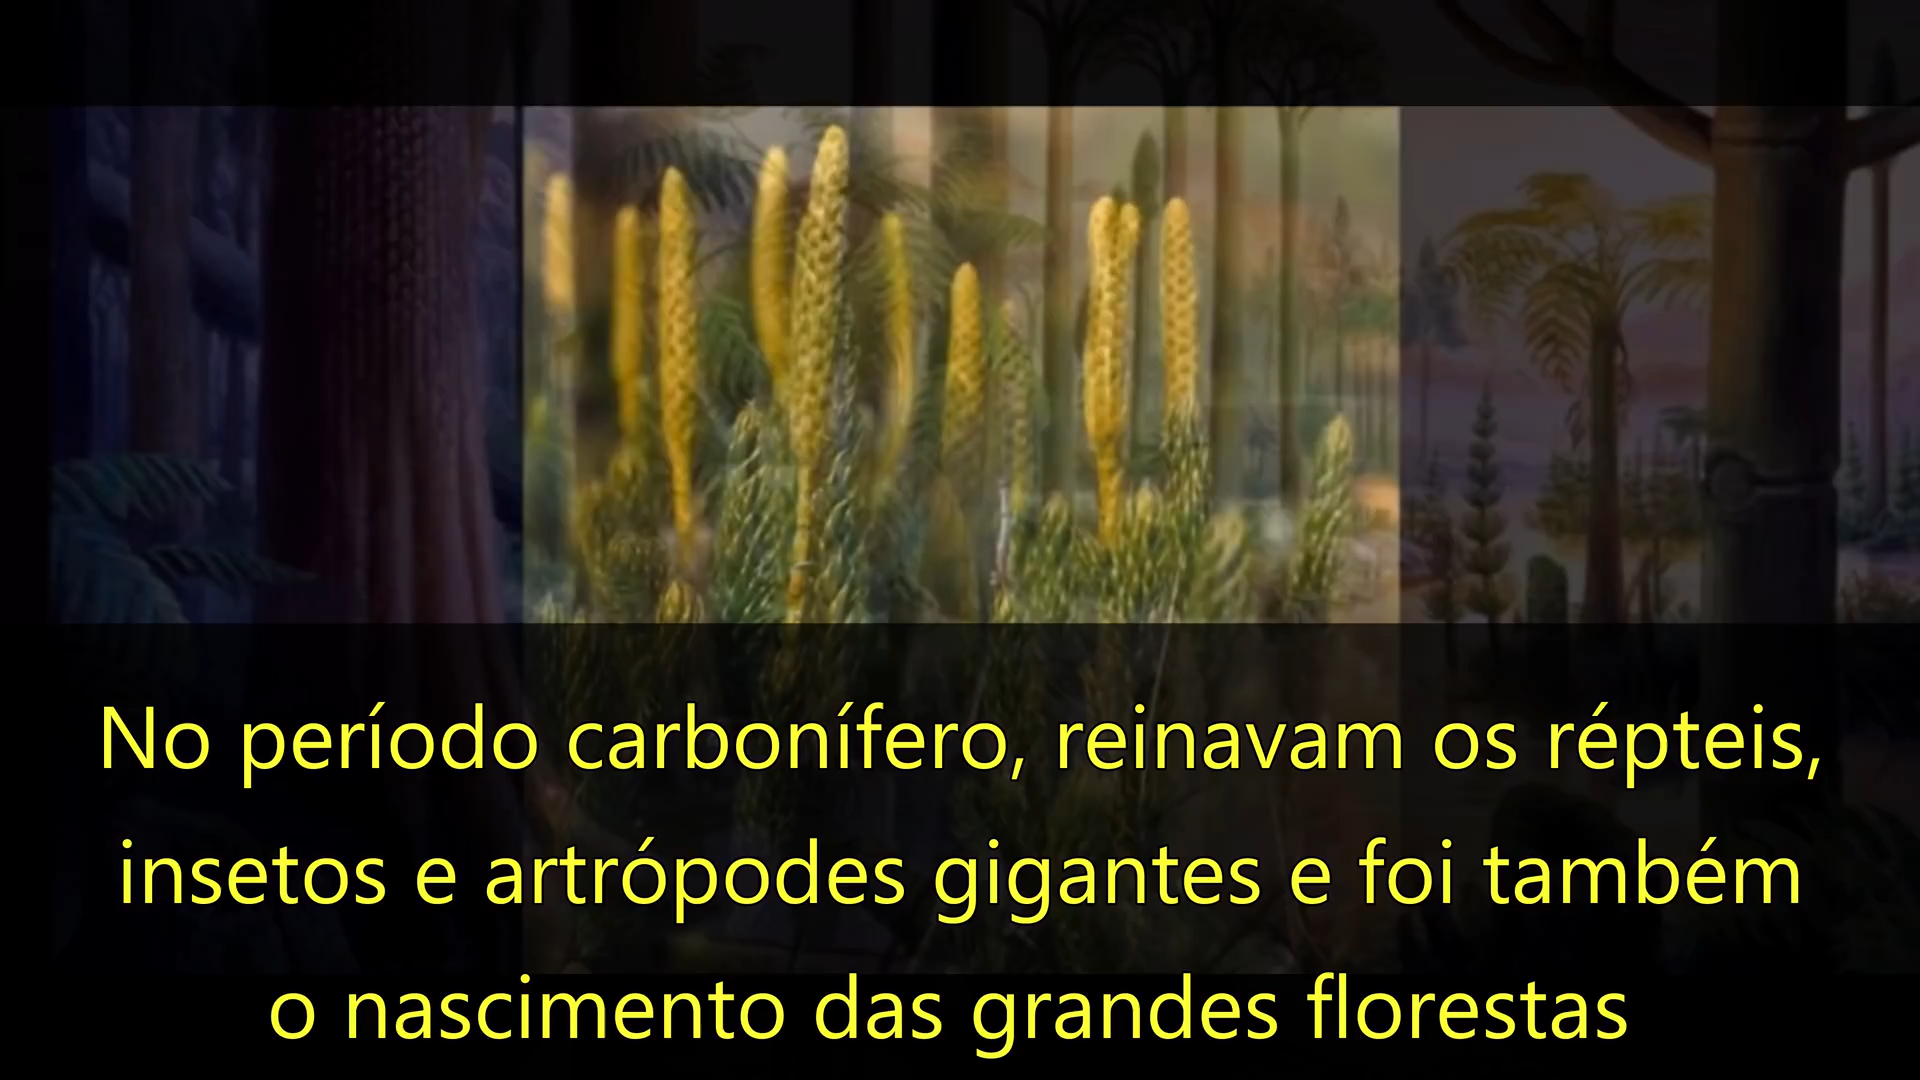 No período carbonífero, reinavam os répteis,
insetos e artrópodes gigantes e foi também
o nascimento das grandes florestas